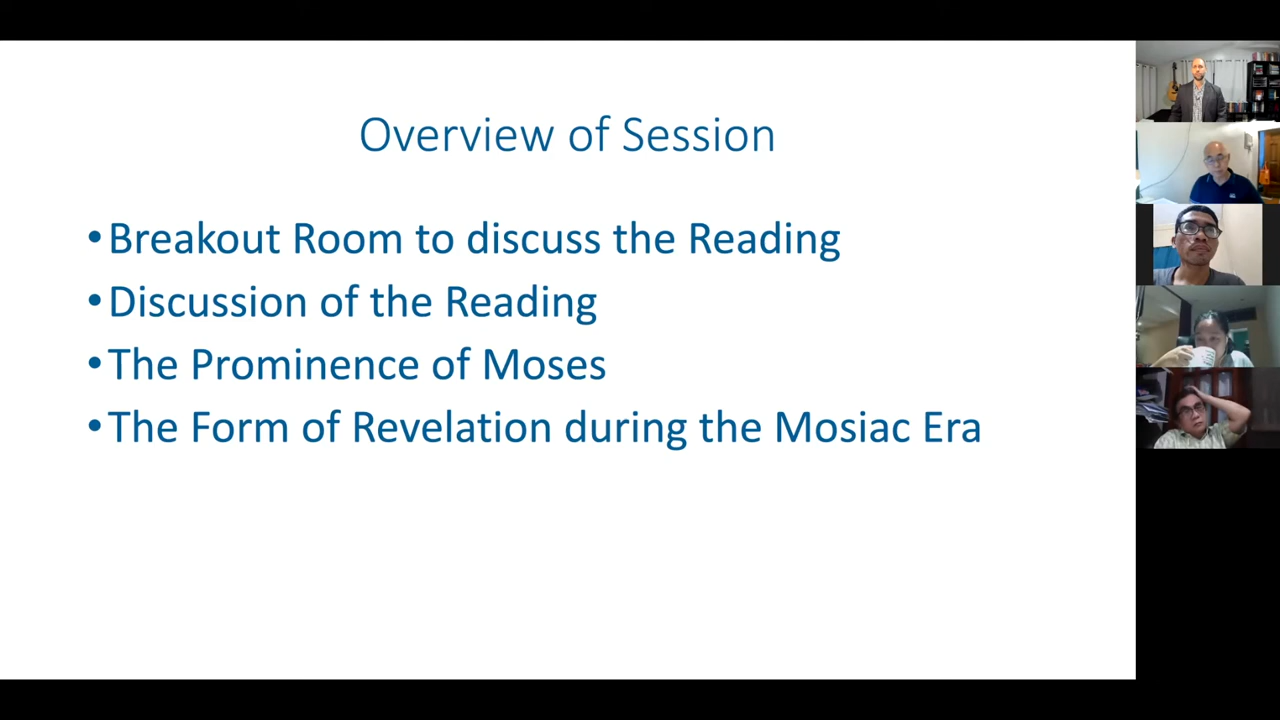 Overview of Session
•Breakout Room to discuss the Reading
•Discussion of the Reading
•The Prominence of Moses
•The Form of Revelation during the Mosiac Era